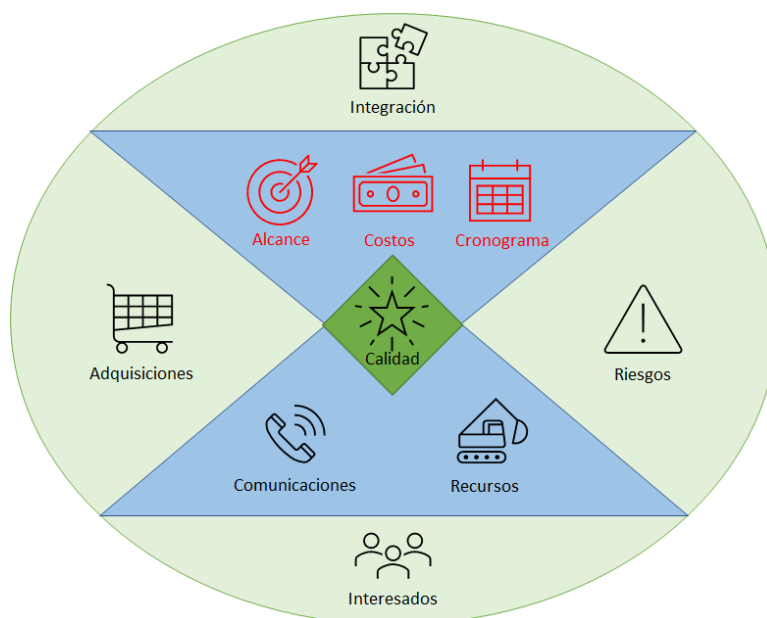 Integración
Alcance
Costos
Cronograma
Calidad
Adquisiciones
Riesgos
Comunicaciones
Recursos
Interesados